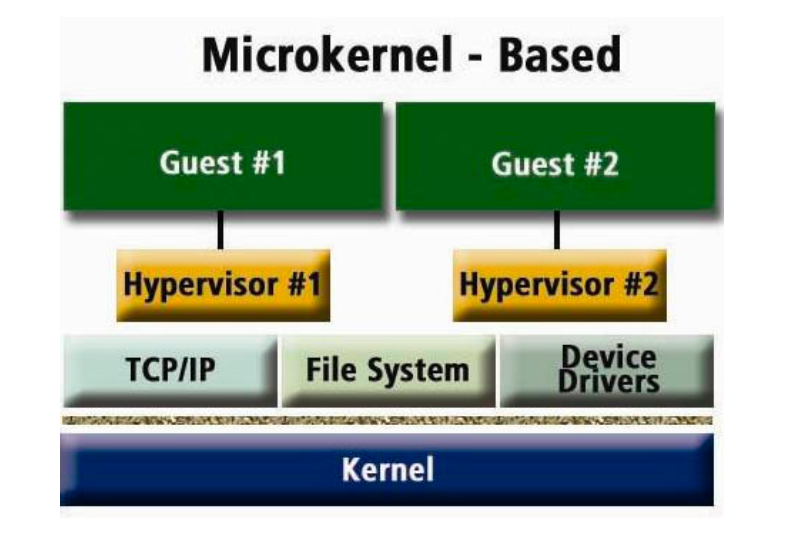 Microkernel - Based
Guest #1
Guest #2
Hypervisor #1
Hypervisor #2
TCP/IP
File System
Device
Drivers
Kernel